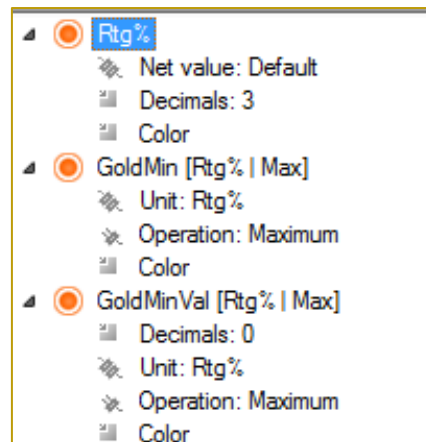 Rtg%
Net value: Default
Decimals: 3
Color
GoldMin [Rtg% | Max]
Unit: Rtg%
Operation: Maximum
Color
GoldMinVal [Rtg% | Max]
Decimals: 0
Unit: Rtg%
Operation: Maximum
Color